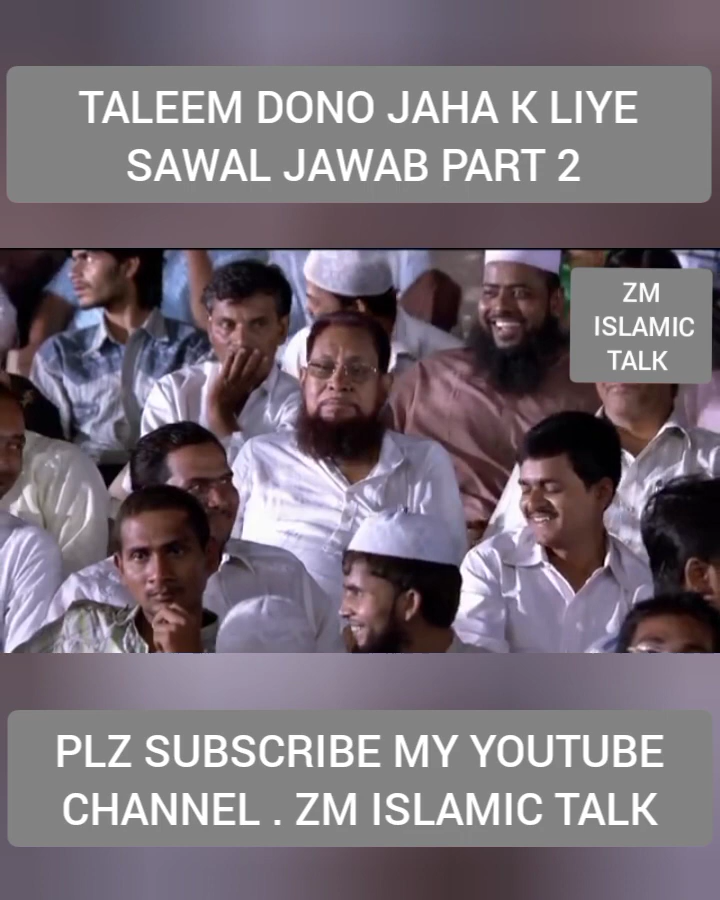 TALEEM DONO JAHA K LIYE
SAWAL JAWAB PART 2
ZM
ISLAMIC
TALK
PLZ SUBSCRIBE MY YOUTUBE
CHANNEL . ZM ISLAMIC TALK